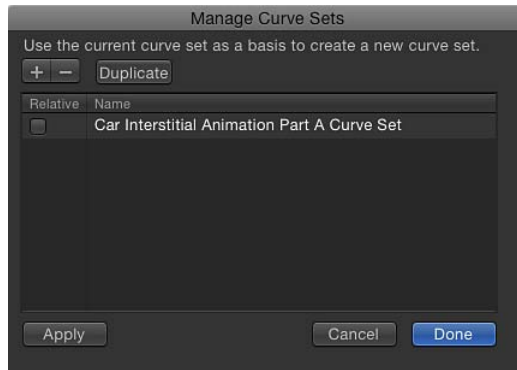 Manage Curve Sets
Use the current curve set as a basis to create a new curve set.
+ − Duplicate
Relative Name
Car Interstitial Animation Part A Curve Set
Apply Cancel Done